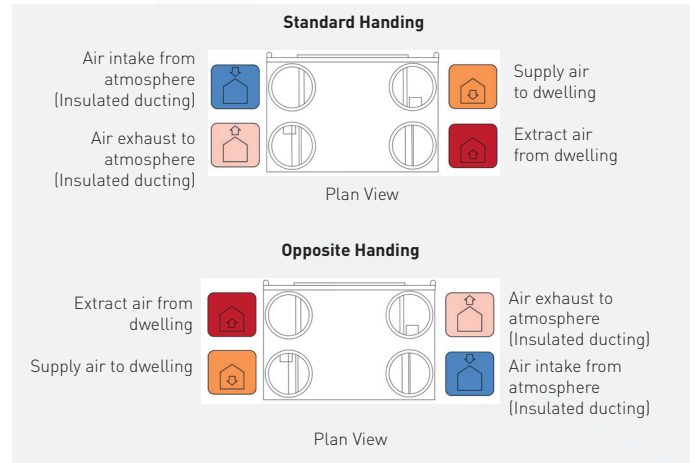 Standard Handing
Air intake from
atmosphere
(Insulated ducting)
Air exhaust to
atmosphere
(Insulated ducting)
Supply air
to dwelling
Extract air
from dwelling
Plan View
Opposite Handing
Extract air from
dwelling
Supply air to dwelling
Air exhaust to
atmosphere
(Insulated ducting)
Air intake from
atmosphere
(Insulated ducting)
Plan View